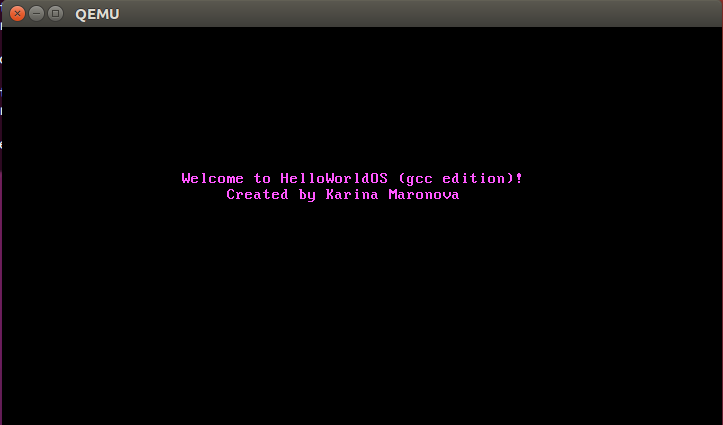 QEMU
Welcome to HelloWorldOS (gcc edition)!
Created by Karina Maronova